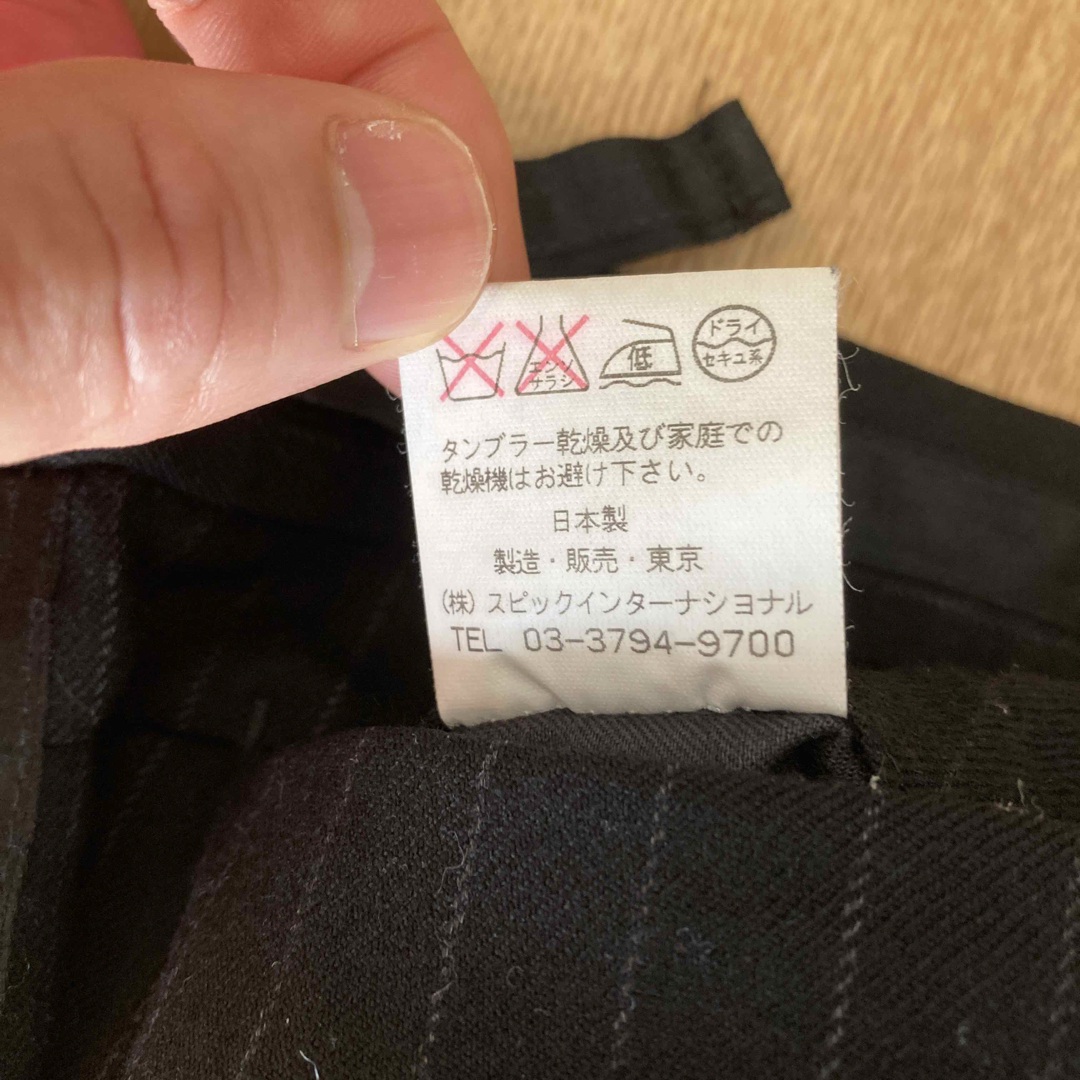 エンソ
サラシ
低
ドライ
セキユ系
タンブラー乾燥及び家庭での
乾燥機はお避け下さい。
日本製
製造・販売・東京
(株) スピックインターナショナル
TEL 03-3794-9700